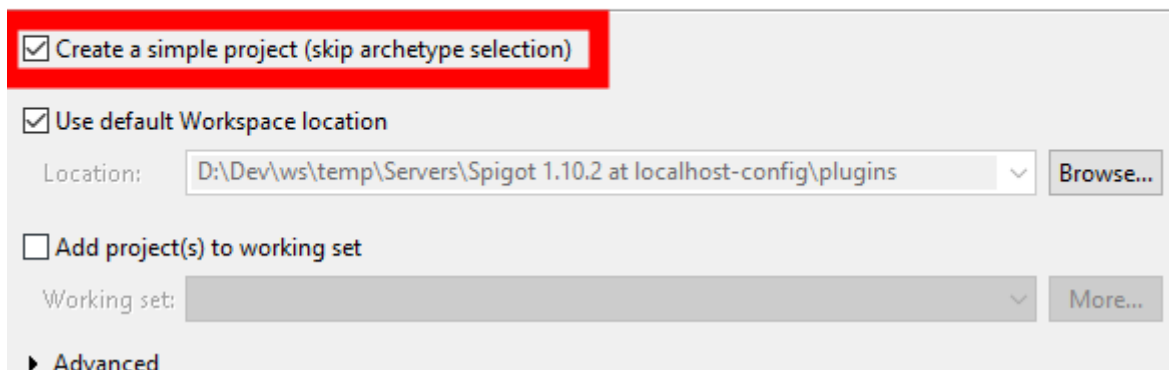 Create a simple project (skip archetype selection)
Use default Workspace location
Location: D:\Dev\ws\temp\Servers\Spigot 1.10.2 at localhost-config\plugins Browse...
Add project(s) to working set
Working set: More...
Advanced